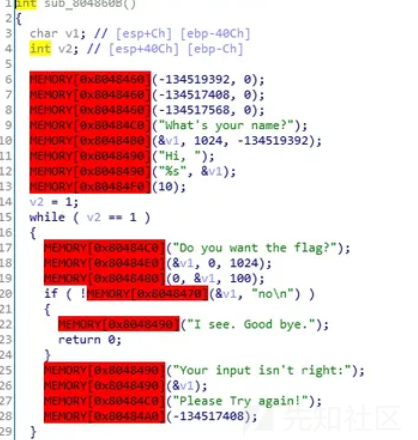 1 int sub_804860B()
2 {
3 char v1; // [esp+Ch] [ebp-40Ch]
4 int v2; // [esp+40Ch] [ebp-Ch]
5
6 MEMORY[0x8048460](-134519392, 0);
7 MEMORY[0x8048460](-134517408, 0);
8 MEMORY[0x8048460](-134517568, 0);
9 MEMORY[0x80484C0]("What's your name?");
10 MEMORY[0x8048480](&v1, 1024, -134519392);
11 MEMORY[0x8048490]("Hi, ");
12 MEMORY[0x8048490]("%s", &v1);
13 MEMORY[0x80484F0](10);
14 v2 = 1;
15 while ( v2 == 1 )
16 {
17 MEMORY[0x80484C0]("Do you want the flag?");
18 MEMORY[0x80484E0](&v1, 0, 1024);
19 MEMORY[0x8048480](0, &v1, 100);
20 if ( !MEMORY[0x8048470](&v1, "no\n") )
21 {
22 MEMORY[0x8048490]("I see. Good bye.");
23 return 0;
24 }
25 MEMORY[0x8048490]("Your input isn't right:");
26 MEMORY[0x8048490](&v1);
27 MEMORY[0x80484C0]("Please Try again!");
28 MEMORY[0x80484A0](-134517408);
29 }
先知社区